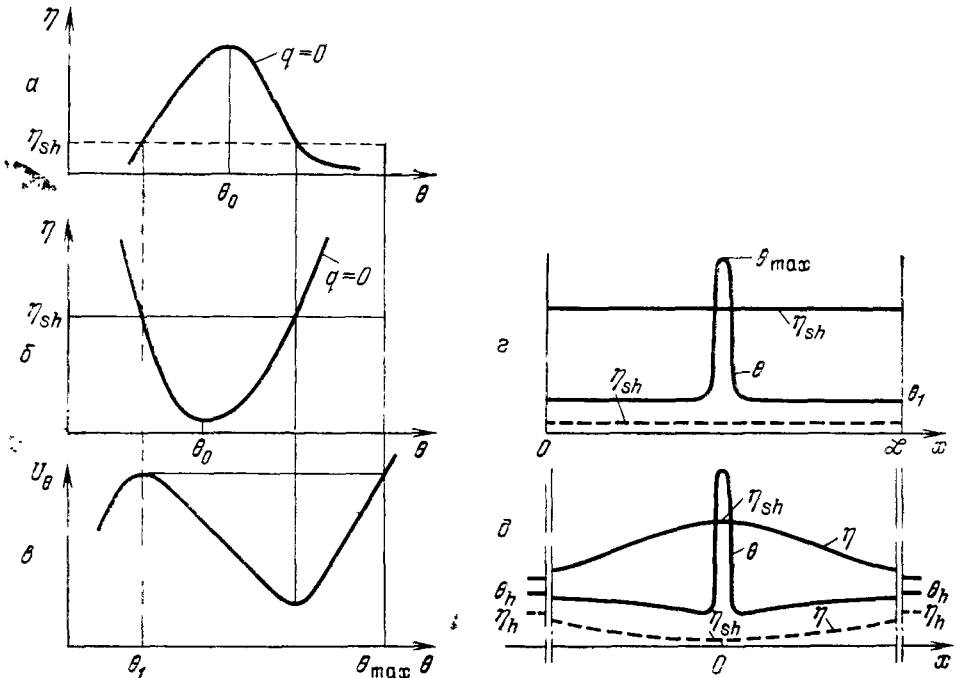 η
q=0
а
η_sh
θ_0
θ
η
q=0
η_sh
б
θ_0
θ
U_θ
в
θ_1
θ_max
θ
θ_max
η_sh
г
θ
η_sh
θ_1
0
ℒ
x
η_sh
д
θ
η
θ_h
θ_h
η_h
η_sh
η
η_h
0
x